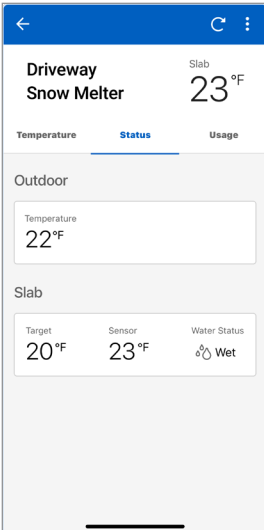 Driveway
Snow Melter
Slab
23°F
Temperature Status Usage
Outdoor
Temperature
22°F
Slab
Target Sensor Water Status
20°F 23°F Wet